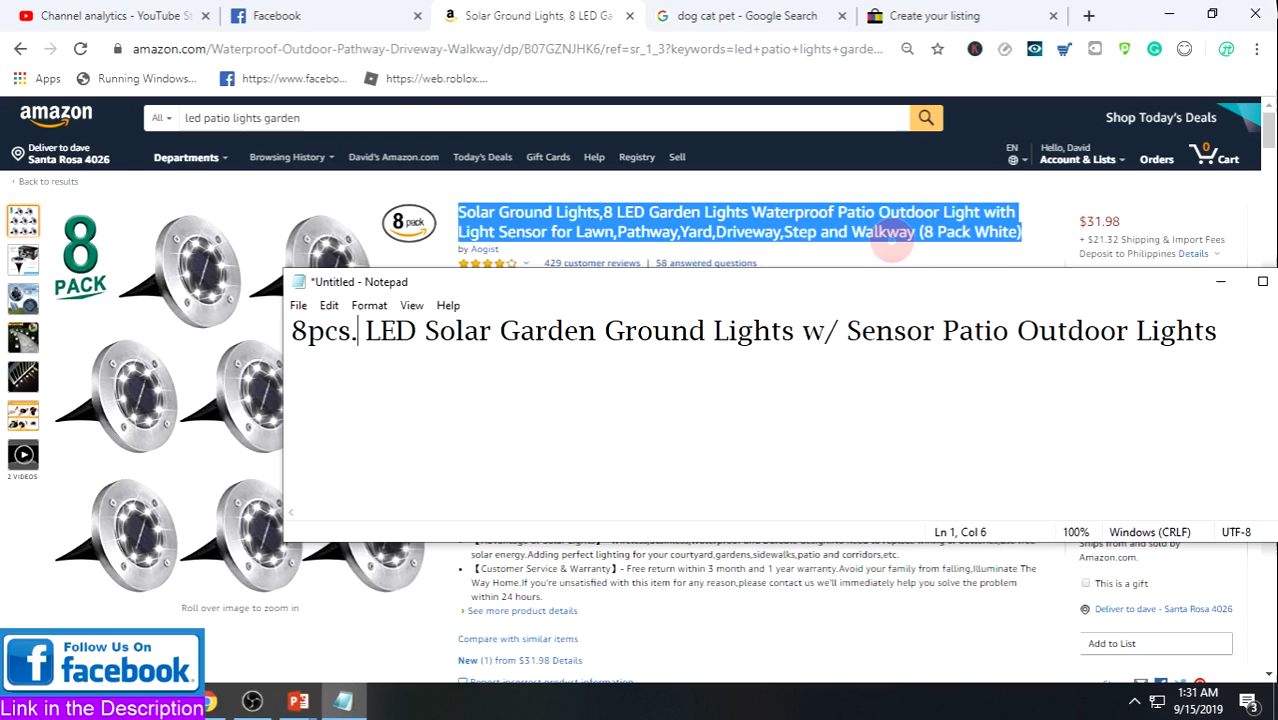 Channel analytics - YouTube St
Facebook
Solar Ground Lights, 8 LED Ga
dog cat pet - Google Search
Create your listing
amazon.com/Waterproof-Outdoor-Pathway-Driveway-Walkway/dp/B07GZNJHK6/ref=sr_1_3?keywords=led+patio+lights+garde...
Apps
Running Windows...
https://www.facebo...
https://web.roblox....
amazon
All
led patio lights garden
Shop Today's Deals
Deliver to dave
Santa Rosa 4026
Departments
Browsing History
David's Amazon.com
Today's Deals
Gift Cards
Help
Registry
Sell
EN
Hello, David
Account & Lists
Orders
0
Cart
‹ Back to results
8
PACK
8 pack
Solar Ground Lights,8 LED Garden Lights Waterproof Patio Outdoor Light with
Light Sensor for Lawn,Pathway,Yard,Driveway,Step and Walkway (8 Pack White)
by Aogist
429 customer reviews | 58 answered questions
$31.98
+ $21.32 Shipping & Import Fees
Deposit to Philippines Details
*Untitled - Notepad
File Edit Format View Help
8pcs. LED Solar Garden Ground Lights w/ Sensor Patio Outdoor Lights
Ln 1, Col 6
100%
Windows (CRLF)
UTF-8
2 VIDEOS
Roll over image to zoom in
solar energy.Adding perfect lighting for your courtyard,gardens,sidewalks,patio and corridors,etc.
• 【Customer Service & Warranty】- Free return within 3 month and 1 year warranty.Avoid your family from falling,Illuminate The
Way Home.If you're unsatisfied with this item for any reason,please contact us we'll immediately help you solve the problem
within 24 hours.
› See more product details
Compare with similar items
New (1) from $31.98 Details
Report incorrect product information
Ships from and sold by
Amazon.com.
This is a gift
Deliver to dave - Santa Rosa 4026
Add to List
Follow Us On
facebook.
Link in the Description
1:31 AM
9/15/2019
3